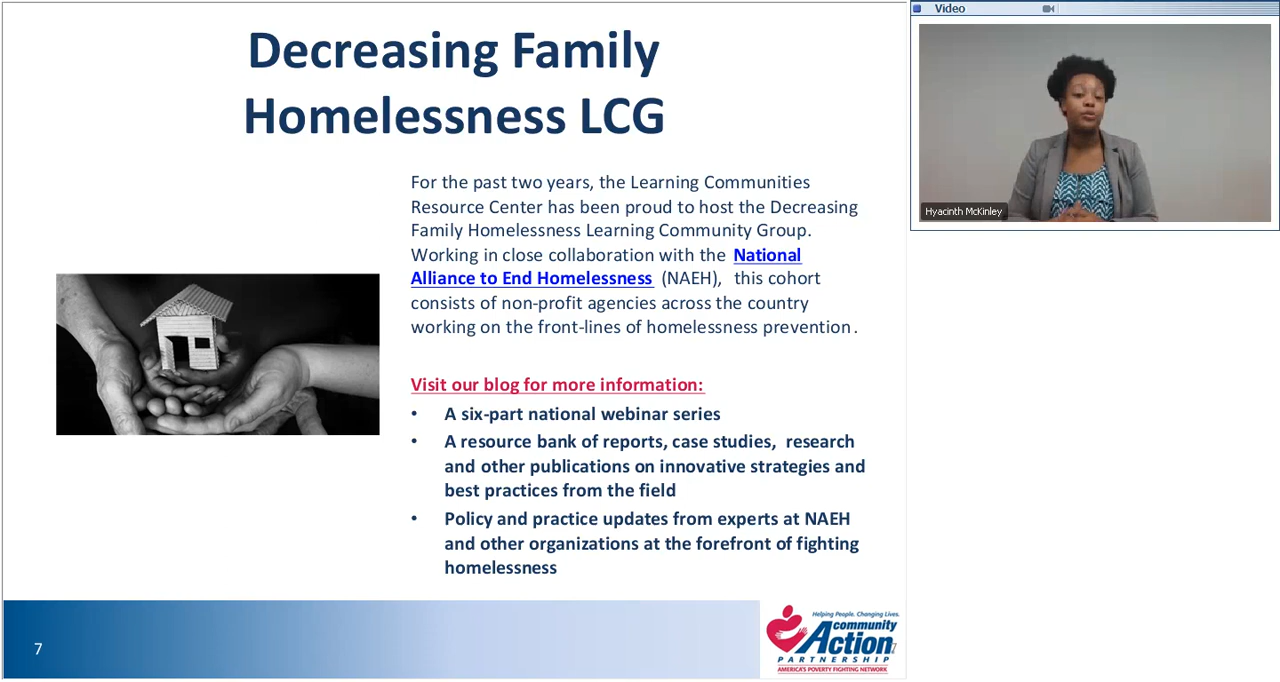 Decreasing Family
Homelessness LCG
For the past two years, the Learning Communities
Resource Center has been proud to host the Decreasing
Family Homelessness Learning Community Group.
Working in close collaboration with the National
Alliance to End Homelessness (NAEH), this cohort
consists of non-profit agencies across the country
working on the front-lines of homelessness prevention.
Visit our blog for more information:
• A six-part national webinar series
• A resource bank of reports, case studies, research
and other publications on innovative strategies and
best practices from the field
• Policy and practice updates from experts at NAEH
and other organizations at the forefront of fighting
homelessness
7
Helping People. Changing Lives.
community
Action
7
PARTNERSHIP
AMERICA'S POVERTY FIGHTING NETWORK
Video
Hyacinth McKinley